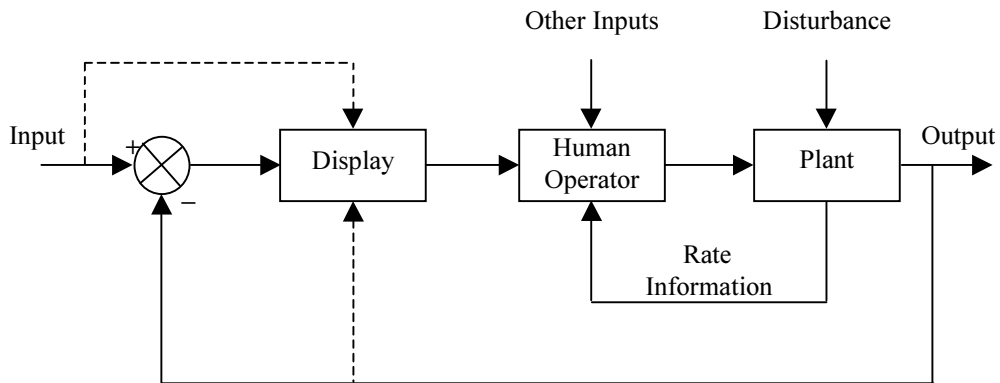 Other Inputs
Disturbance
Input
+
Display
Human
Operator
Plant
Output
−
Rate
Information